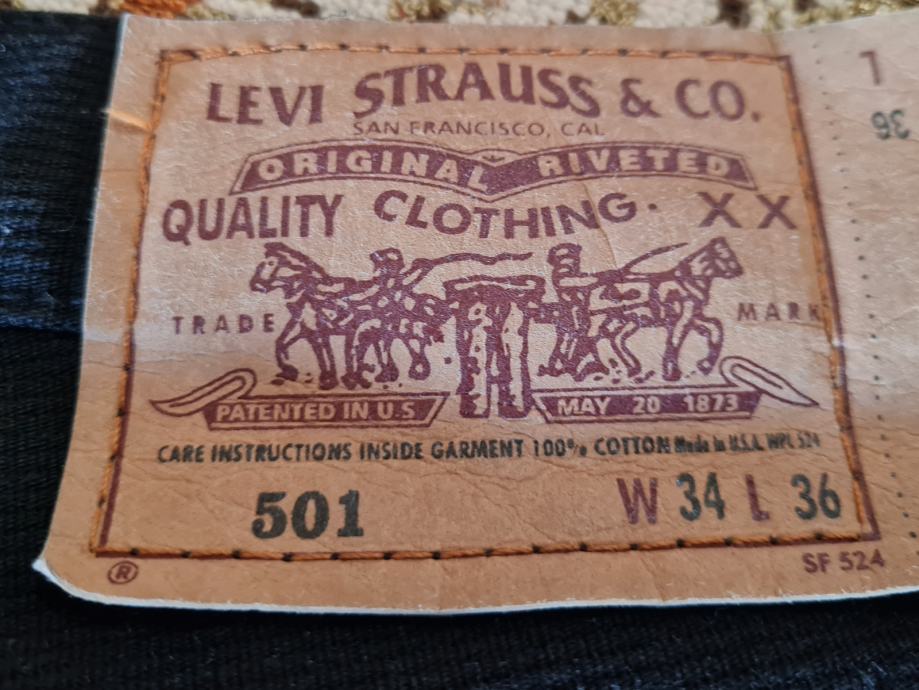 LEVI STRAUSS & CO.
SAN FRANCISCO, CAL
ORIGINAL RIVETED
QUALITY CLOTHING. XX
TRADE MARK
PATENTED IN U.S MAY 20 1873
CARE INSTRUCTIONS INSIDE GARMENT 100% COTTON Made in U.S.A. WPL 524
501 W 34 L 36
® SF 524
L
36